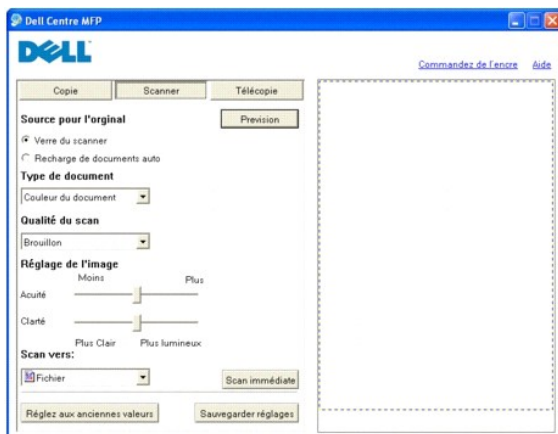 Dell Centre MFP
DELL
Commandez de l'encre Aide
Copie Scanner Télécopie
Source pour l'orginal Prevision
Verre du scanner
Recharge de documents auto
Type de document
Couleur du document
Qualité du scan
Brouillon
Réglage de l'image
Moins Plus
Acuité
Clarté
Plus Clair Plus lumineux
Scan vers:
Fichier Scan immédiate
Réglez aux anciennes valeurs Sauvegarder réglages